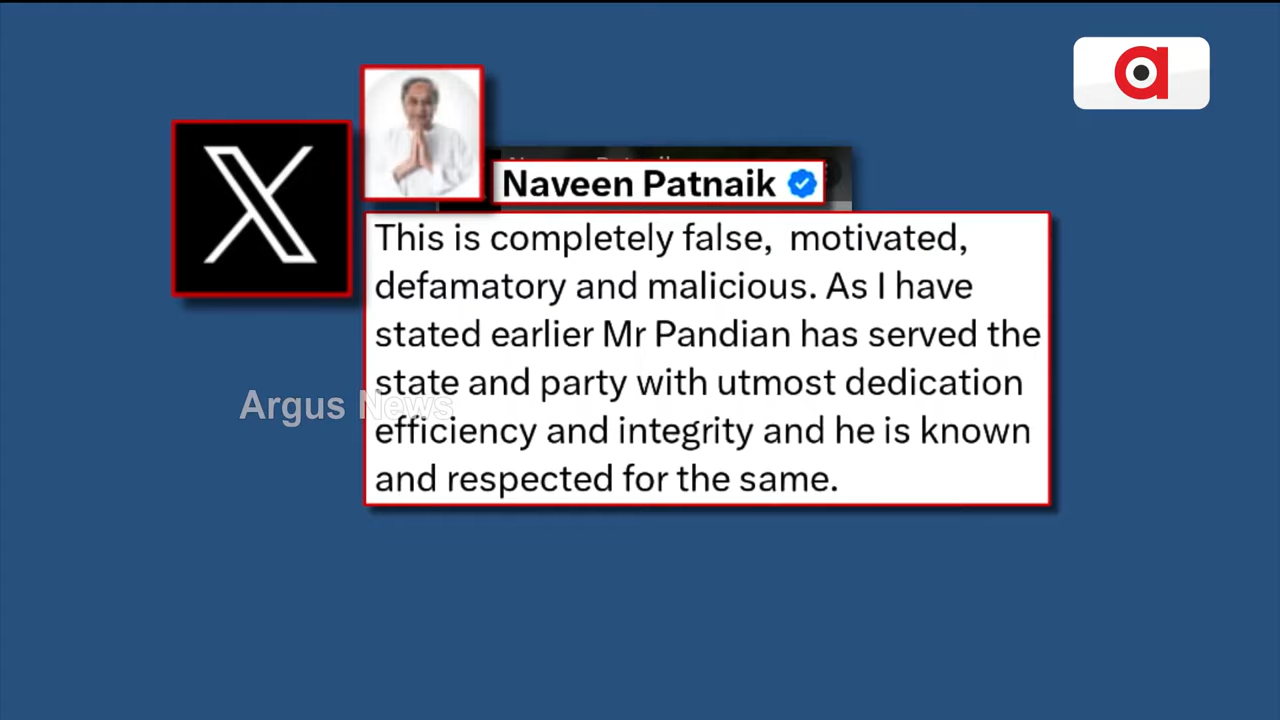 Naveen Patnaik
This is completely false, motivated,
defamatory and malicious. As I have
stated earlier Mr Pandian has served the
state and party with utmost dedication
efficiency and integrity and he is known
and respected for the same.
Argus News